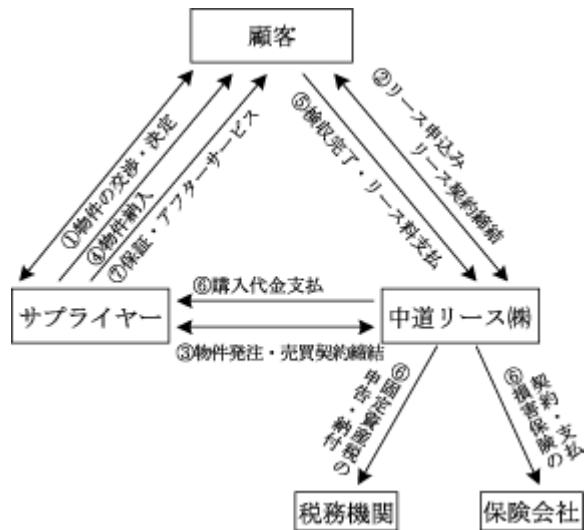 顧客
①物件の交渉・決定
④物件納入
⑦保証・アフターサービス
②リース申込み
リース契約締結
⑤検収完了・リース料支払
サプライヤー
⑥購入代金支払
③物件発注・売買契約締結
中道リース㈱
⑥固定資産税の
申告・納付
⑥損害保険の
契約・支払
税務機関
保険会社